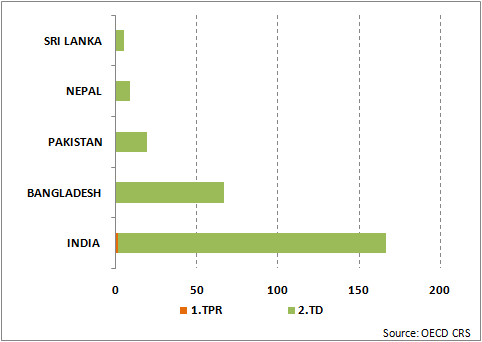 SRI LANKA
NEPAL
PAKISTAN
BANGLADESH
INDIA
0 50 100 150 200
1.TPR 2.TD
Source: OECD CRS